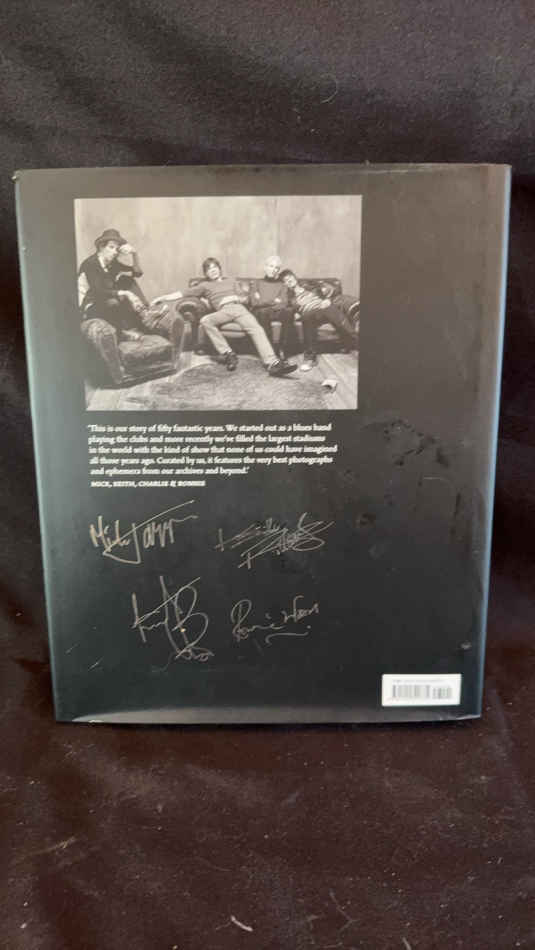 'This is our story of fifty fantastic years. We started out as a blues band
playing the clubs and more recently we've filled the largest stadiums
in the world with the kind of show that none of us could have imagined
all those years ago. Curated by us, it features the very best photographs
and ephemera from our archives and beyond.'
MICK, KEITH, CHARLIE & RONNIE
Mick Jagger
Keith Richards
Ronnie Wood